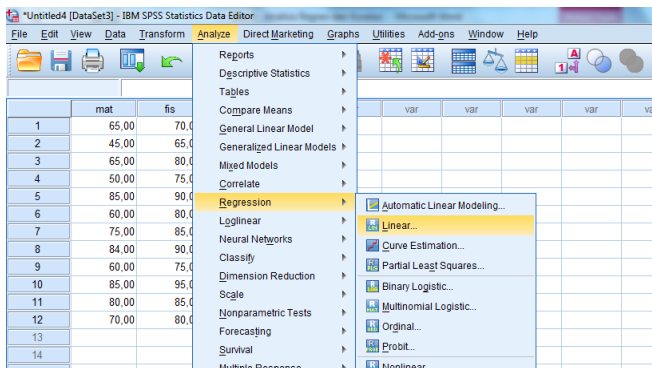 *Untitled4 [DataSet3] - IBM SPSS Statistics Data Editor
File Edit View Data Transform Analyze Direct Marketing Graphs Utilities Add-ons Window Help
Reports
Descriptive Statistics
Tables
Compare Means
General Linear Model
Generalized Linear Models
Mixed Models
Correlate
Regression
Loglinear
Neural Networks
Classify
Dimension Reduction
Scale
Nonparametric Tests
Forecasting
Survival
Multiple Response
Automatic Linear Modeling...
Linear...
Curve Estimation...
Partial Least Squares...
Binary Logistic...
Multinomial Logistic...
Ordinal...
Probit...
Nonlinear
mat fis var var var var
1 65,00 70,0
2 45,00 65,0
3 65,00 80,0
4 50,00 75,0
5 85,00 90,0
6 60,00 80,0
7 75,00 85,0
8 84,00 90,0
9 60,00 75,0
10 85,00 95,0
11 80,00 85,0
12 70,00 80,0
13
14